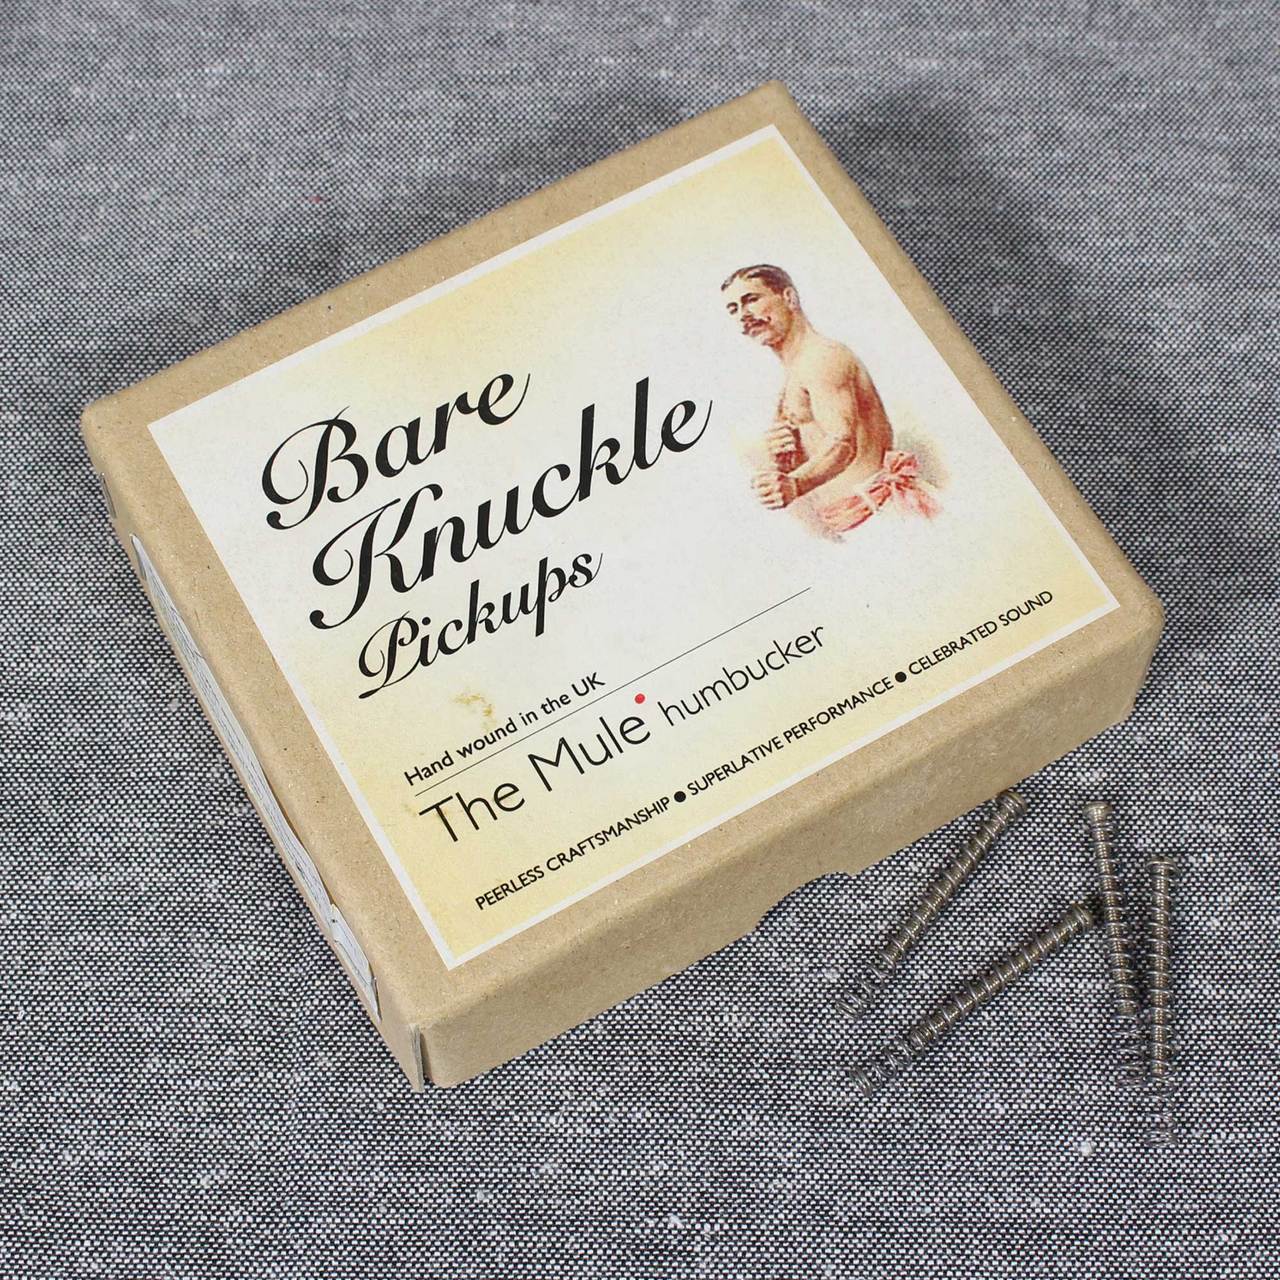 Bare
Knuckle
Pickups
Hand wound in the UK
The Mule humbucker
PEERLESS CRAFTSMANSHIP ● SUPERLATIVE PERFORMANCE ● CELEBRATED SOUND